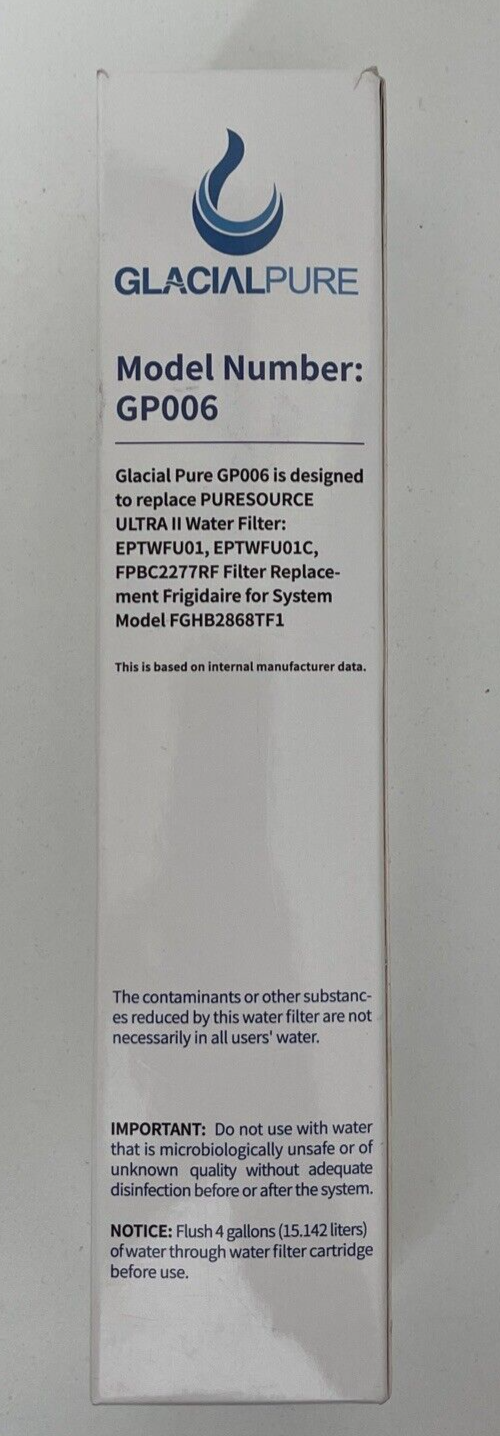 GLACIALPURE
Model Number:
GP006
Glacial Pure GP006 is designed
to replace PURESOURCE
ULTRA II Water Filter:
EPTWFU01, EPTWFU01C,
FPBC2277RF Filter Replace-
ment Frigidaire for System
Model FGHB2868TF1
This is based on internal manufacturer data.
The contaminants or other substanc-
es reduced by this water filter are not
necessarily in all users' water.
IMPORTANT: Do not use with water
that is microbiologically unsafe or of
unknown quality without adequate
disinfection before or after the system.
NOTICE: Flush 4 gallons (15.142 liters)
of water through water filter cartridge
before use.